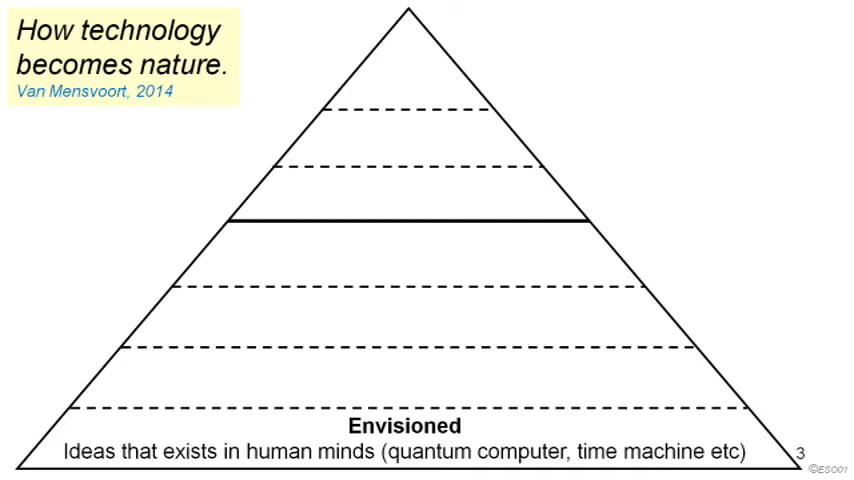 How technology
becomes nature.
Van Mensvoort, 2014
Envisioned
Ideas that exists in human minds (quantum computer, time machine etc)
3
©ESO01